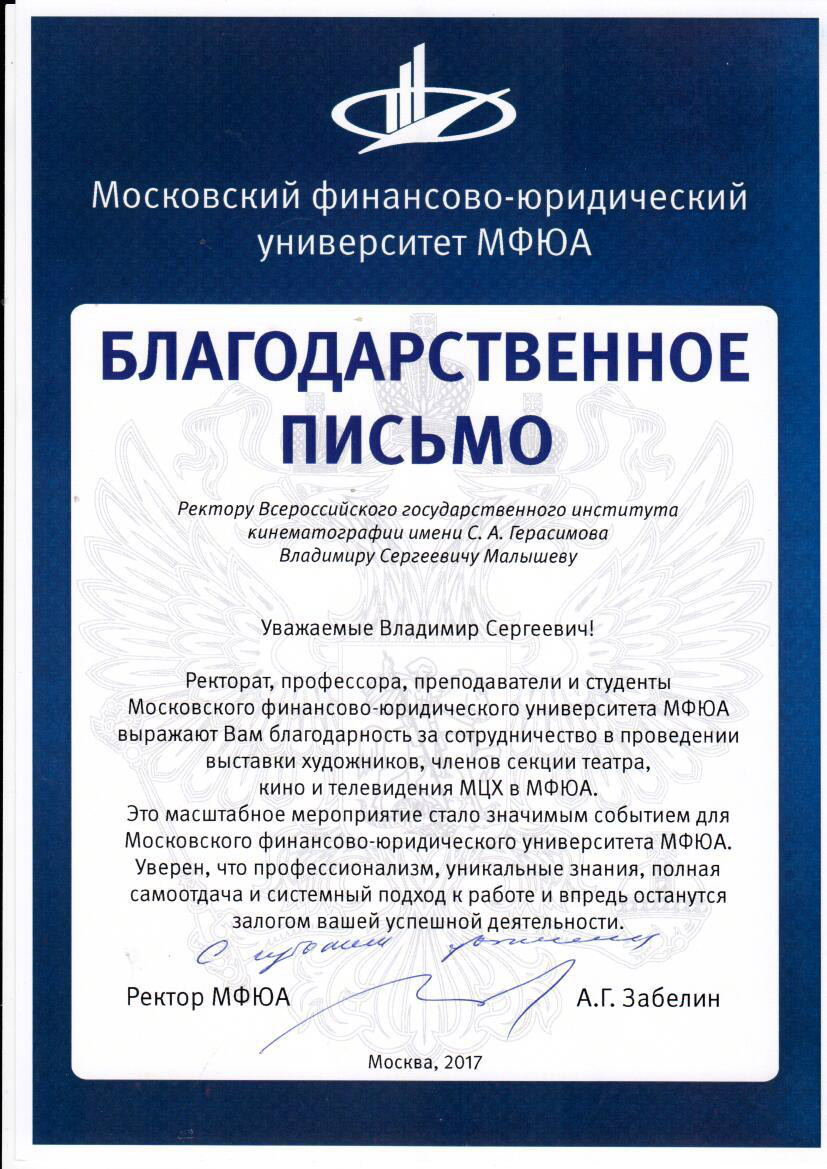 Московский финансово-юридический
университет МФЮА
БЛАГОДАРСТВЕННОЕ
ПИСЬМО
Ректору Всероссийского государственного института
кинематографии имени С. А. Герасимова
Владимиру Сергеевичу Малышеву
Уважаемые Владимир Сергеевич!
Ректорат, профессора, преподаватели и студенты
Московского финансово-юридического университета МФЮА
выражают Вам благодарность за сотрудничество в проведении
выставки художников, членов секции театра,
кино и телевидения МЦХ в МФЮА.
Это масштабное мероприятие стало значимым событием для
Московского финансово-юридического университета МФЮА.
Уверен, что профессионализм, уникальные знания, полная
самоотдача и системный подход к работе и впредь останутся
залогом вашей успешной деятельности.
С
Ректор МФЮА А.Г. Забелин
Москва, 2017